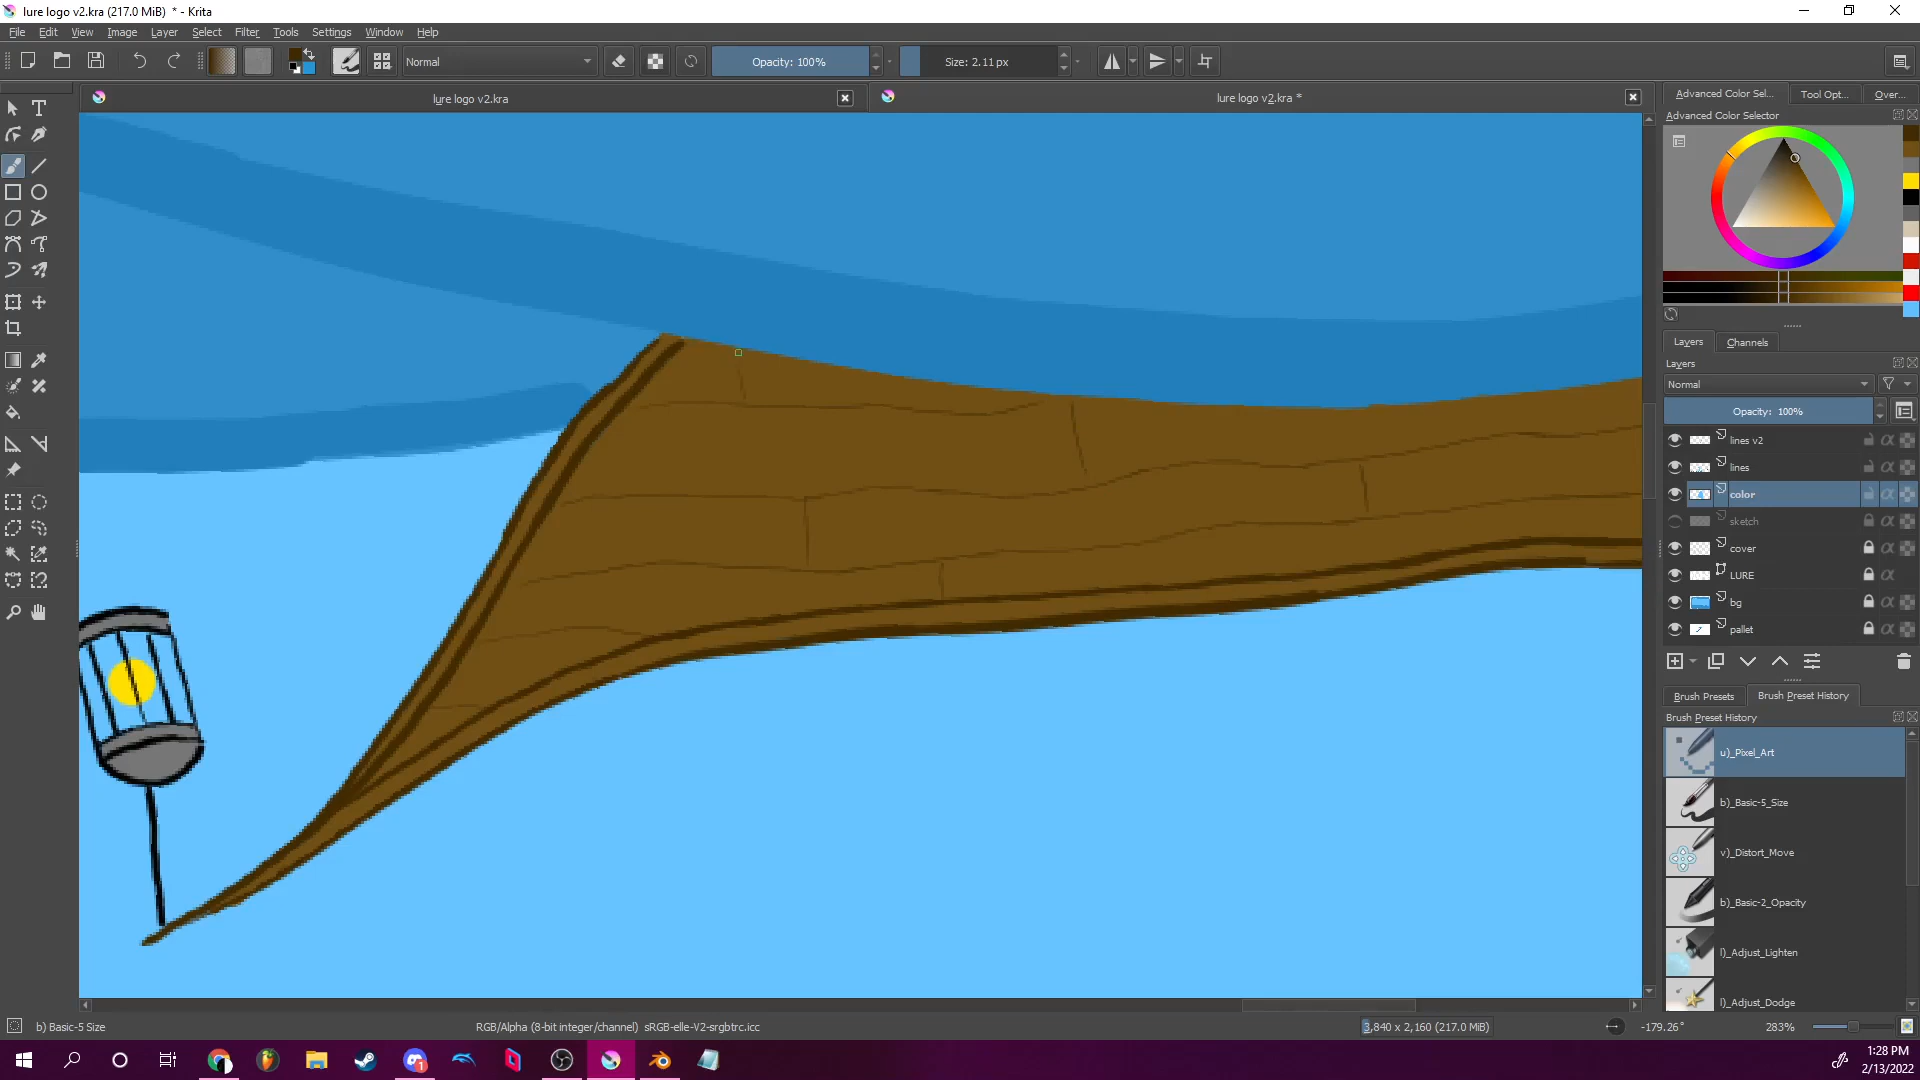 lure logo v2.kra (217.0 MiB) * - Krita
File Edit View Image Layer Select Filter Tools Settings Window Help
Normal Opacity: 100% Size: 2.11 px
lure logo v2.kra lure logo v2.kra *
Advanced Color Sel... Tool Opt... Over...
Advanced Color Selector
Layers Channels
Layers
Normal
Opacity: 100%
lines v2
lines
color
sketch
cover
LURE
bg
pallet
Brush Presets Brush Preset History
Brush Preset History
u)_Pixel_Art
b)_Basic-5_Size
v)_Distort_Move
b)_Basic-2_Opacity
l)_Adjust_Lighten
l)_Adjust_Dodge
b) Basic-5 Size RGB/Alpha (8-bit integer/channel) sRGB-elle-V2-srgbtrc.icc 3,840 x 2,160 (217.0 MiB) -179.26° 283%
1:28 PM
2/13/2022